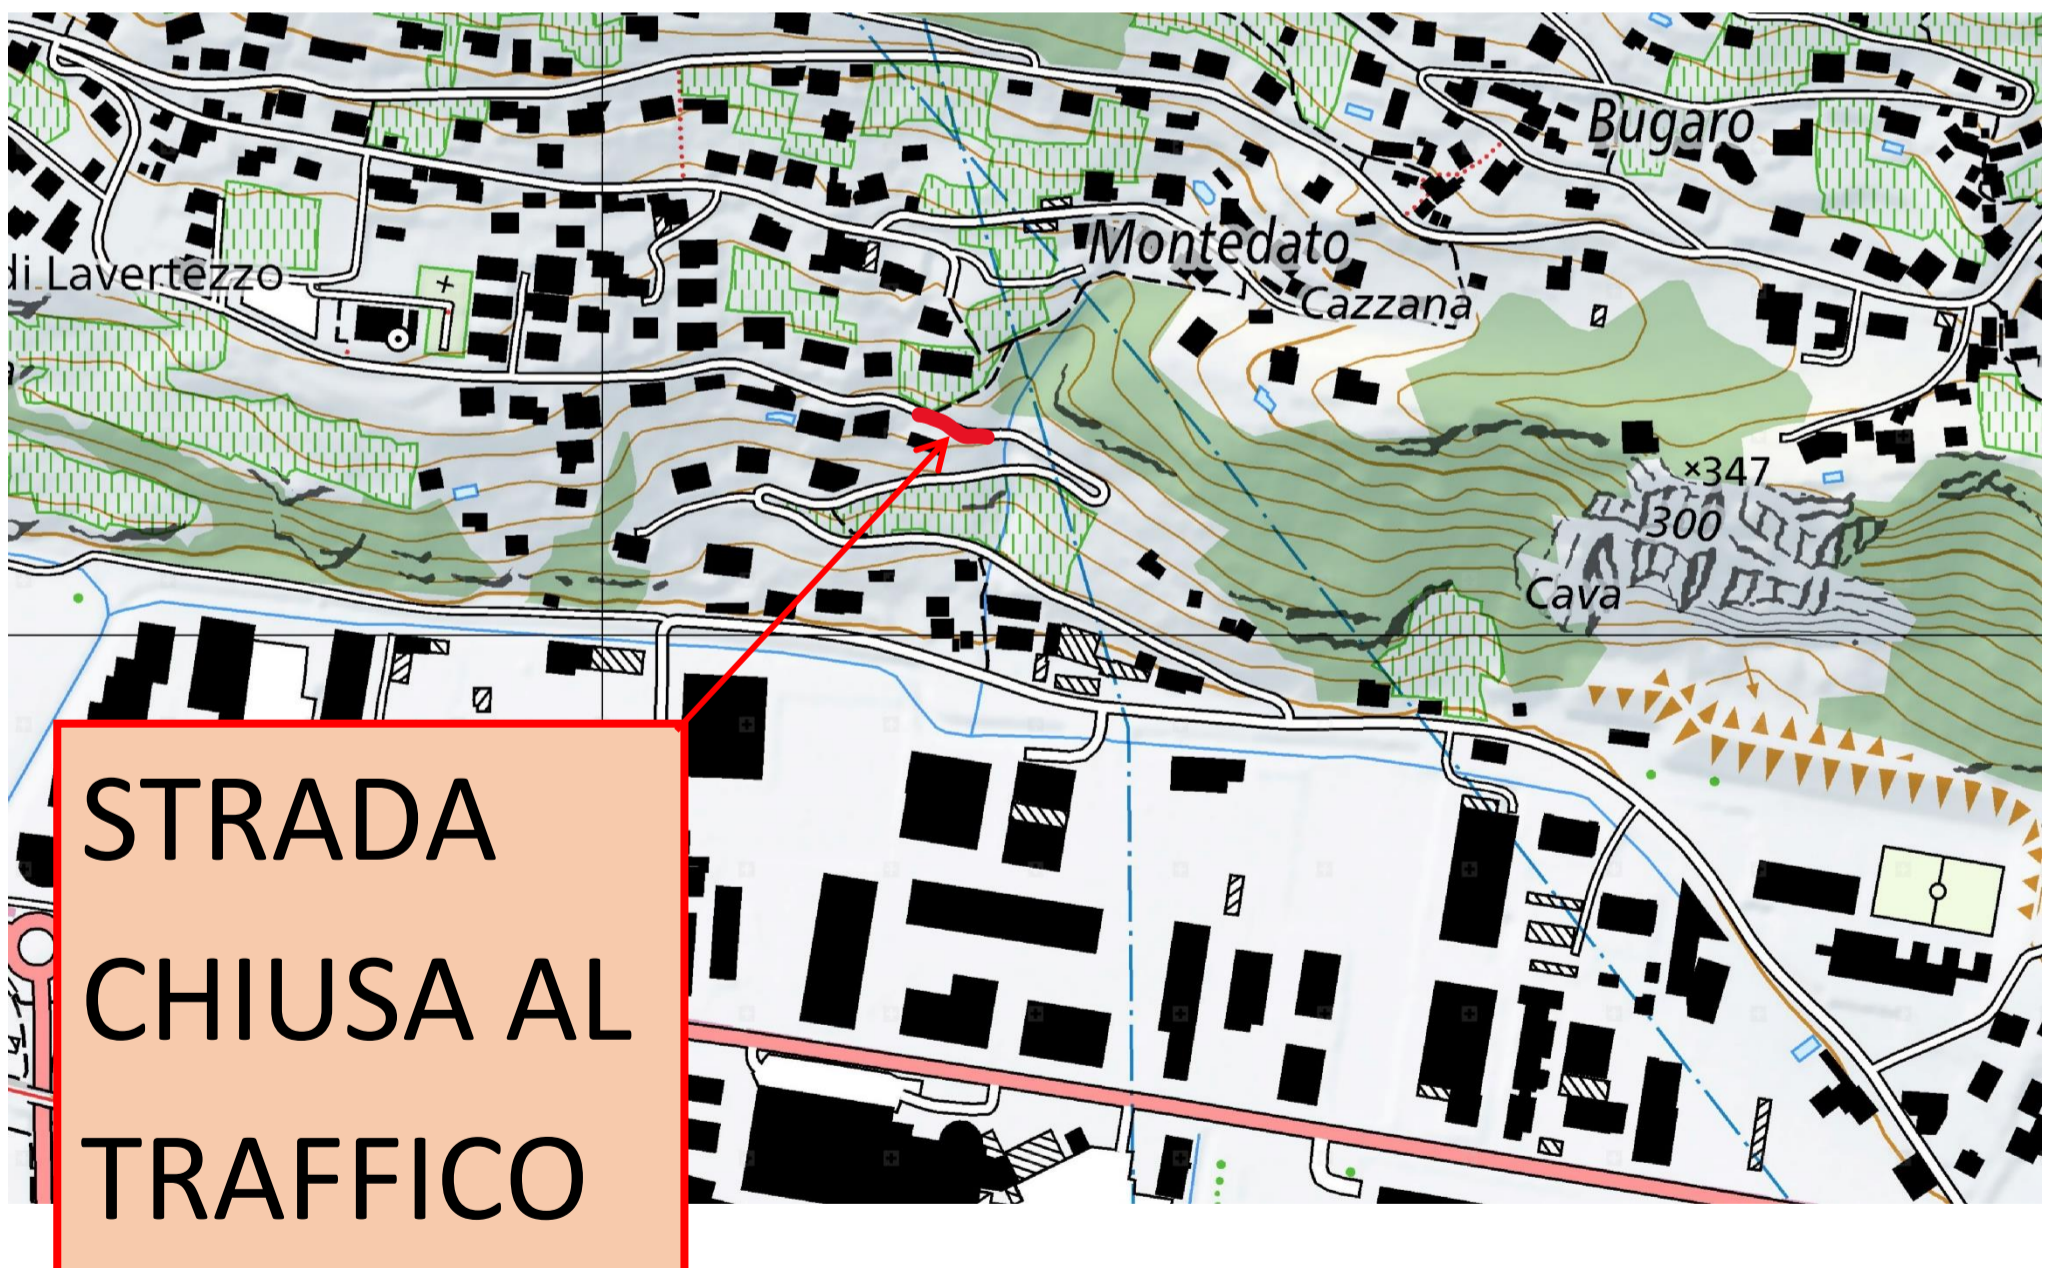 Bugaro
Montedato
di Lavertezzo
Cazzana
×347
300
Cava
STRADA
CHIUSA AL
TRAFFICO